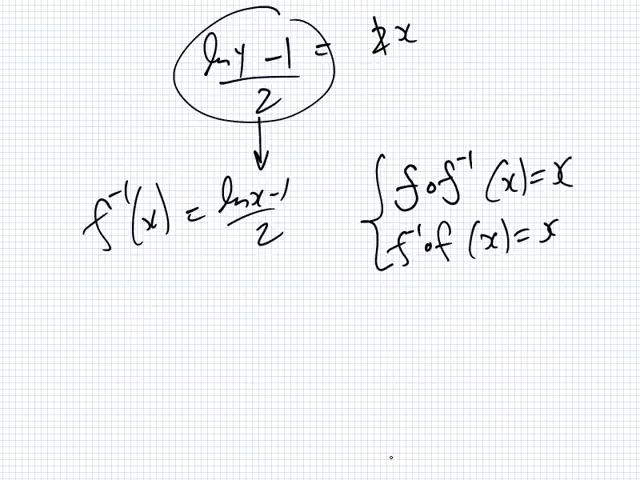 (ln y − 1)/2 = x
f⁻¹(x) = (ln x − 1)/2
{ f∘f⁻¹(x) = x
f⁻¹∘f(x) = x